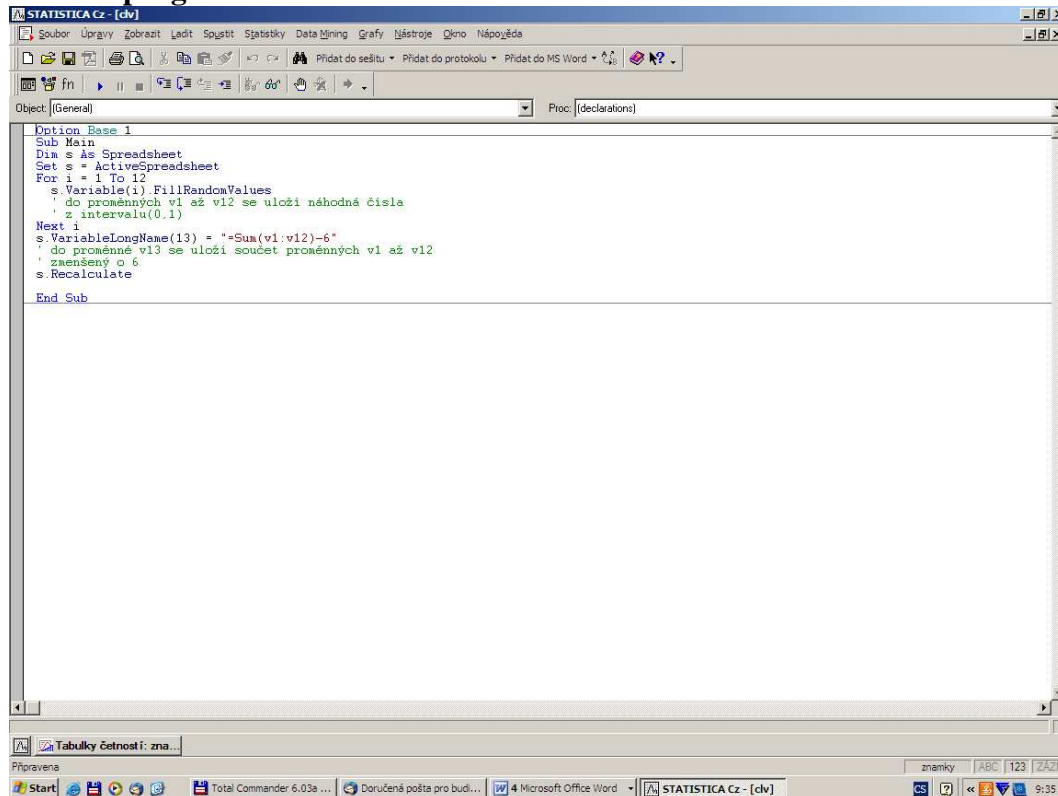 STATISTICA Cz - [clv]
Soubor Úpravy Zobrazit Ladit Spustit Statistiky Data Mining Grafy Nástroje Okno Nápověda
Přidat do sešitu Přidat do protokolu Přidat do MS Word
fn
Object: (General) Proc: (declarations)
Option Base 1
Sub Main
Dim s As Spreadsheet
Set s = ActiveSpreadsheet
For i = 1 To 12
s.Variable(i).FillRandomValues
' do proměnných v1 až v12 se uloží náhodná čísla
' z intervalu(0,1)
Next i
s.VariableLongName(13) = "=Sum(v1:v12)-6"
' do proměnné v13 se uloží součet proměnných v1 až v12
' zmenšený o 6
s.Recalculate
End Sub
Tabulky četností: zna...
Připravena znamky ABC 123
Start Total Commander 6.03a ... Doručená pošta pro budi... 4 Microsoft Office Word STATISTICA Cz - [clv] CS 9:35